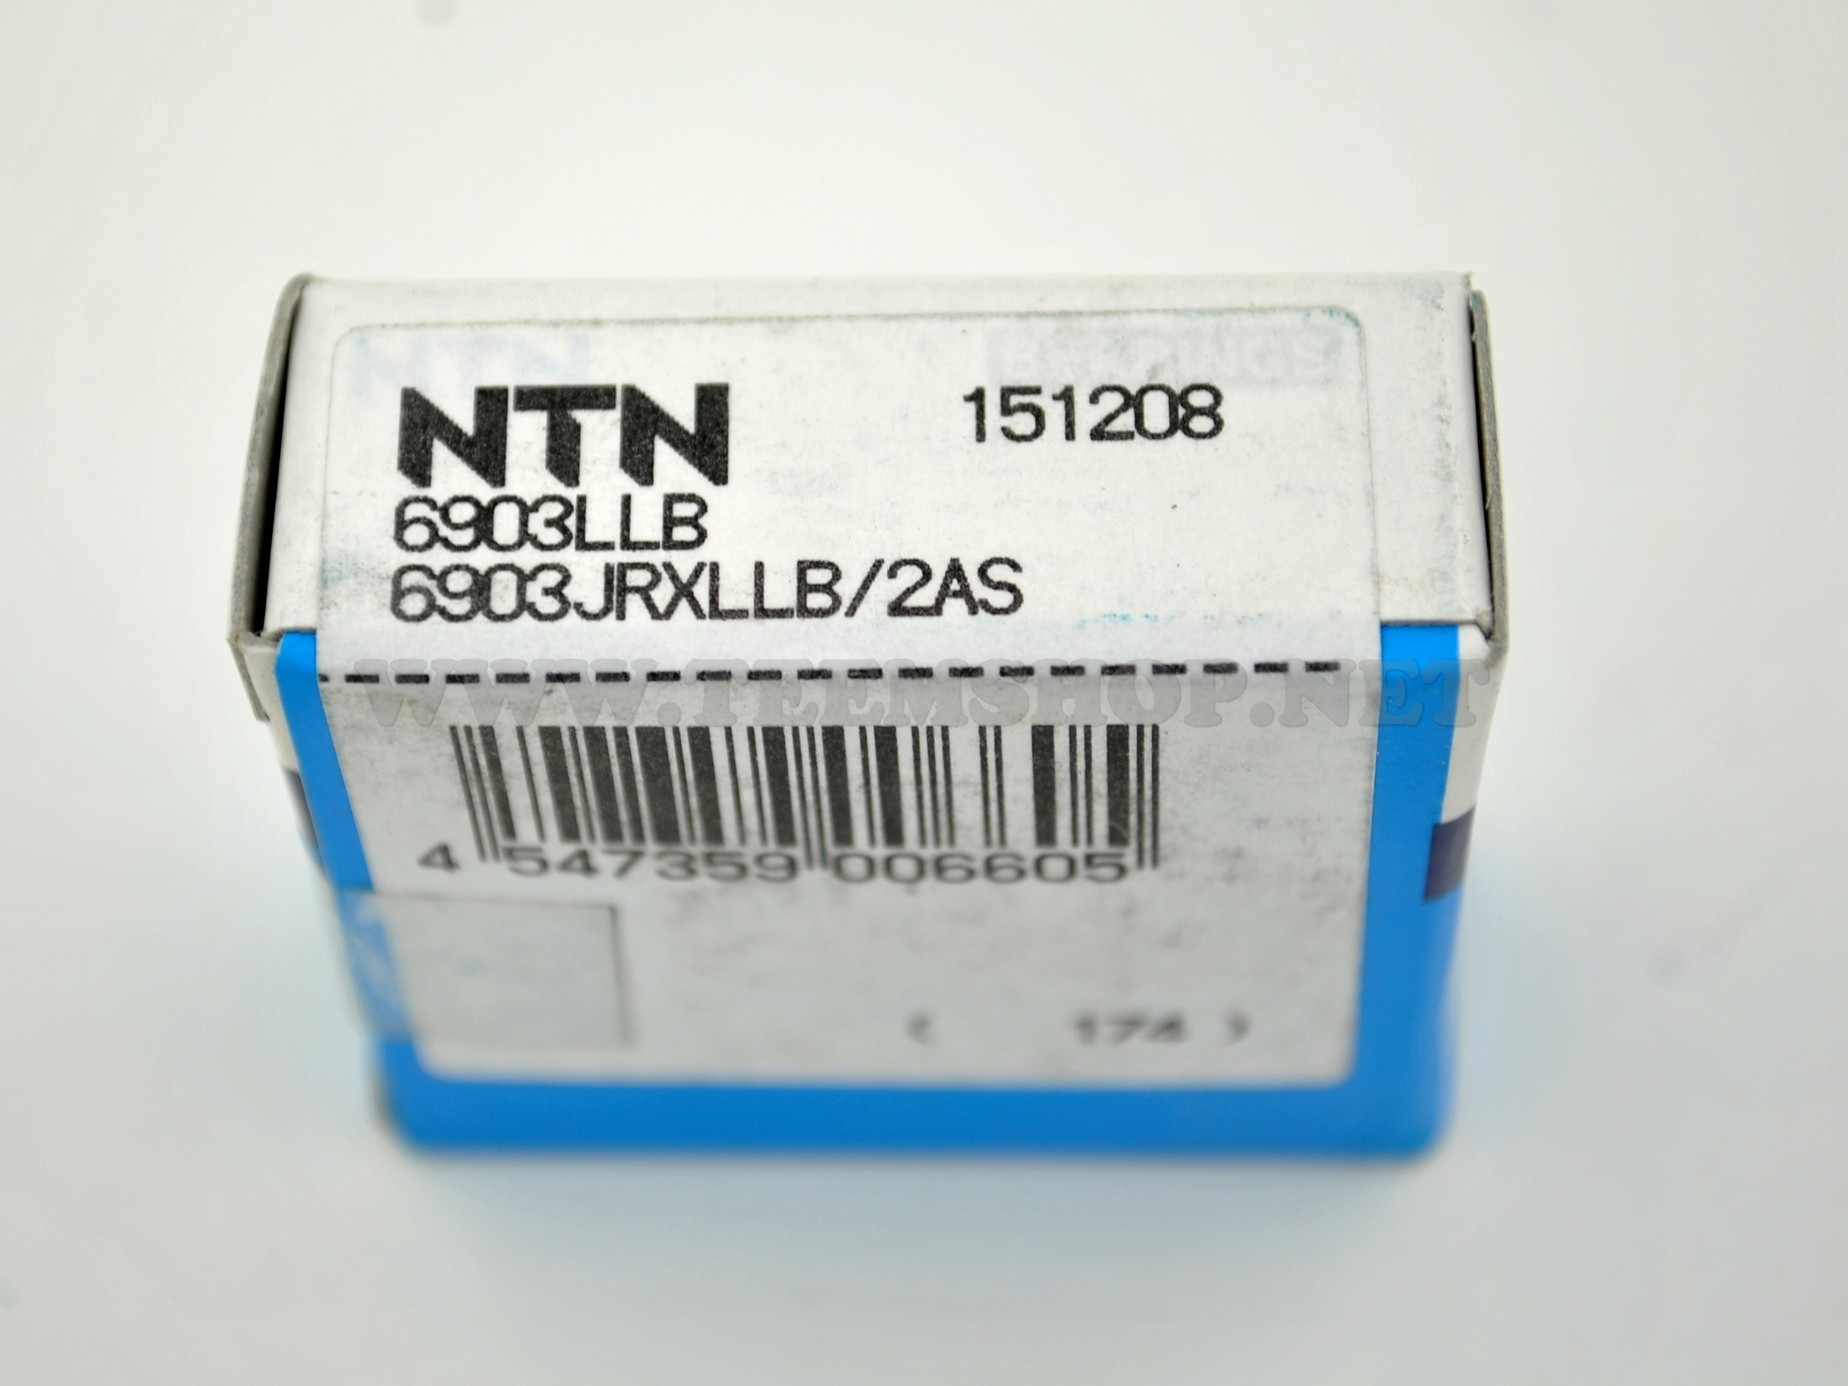 NTN 151208
6903LLB
6903JRXLLB/2AS
WWW.TEEMSHOP.NET
4 547359 006605
( 174 )